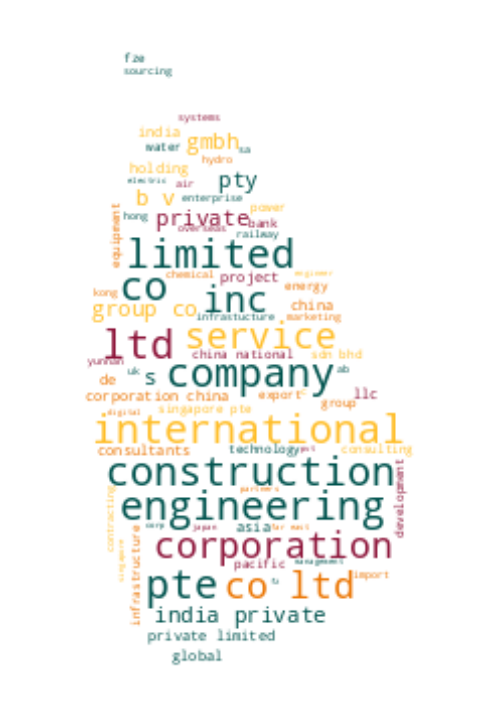 fze
sourcing
systems
india
gmbh
water
sa
hydro
holding
electric
air
pty
b v
enterprise
power
hong
private
bank
overseas
railway
equipment
limited
chemical
project
engineer
co
inc
energy
kong
group co
china
infrastucture
marketing
ltd
service
china national
sdn bhd
yunnan
uk
s
company
ab
de
corporation china
export
llc
group
singapore pte
digital
international
consultants
technology
consulting
construction
development
partners
contracting
engineering
corp
japan
asia
far east
corporation
singapore
infrastructure
pacific
management
pte
co ltd
import
india private
private limited
global